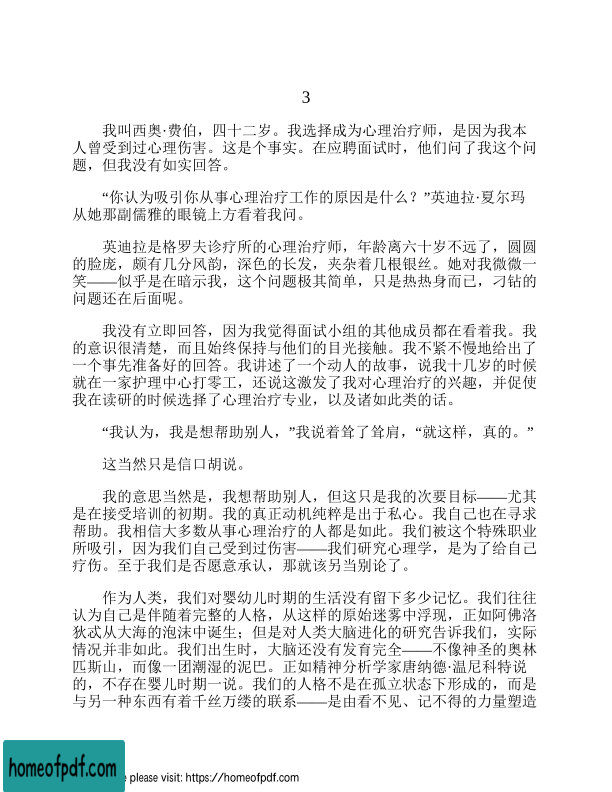 3
我叫西奥·费伯，四十二岁。我选择成为心理治疗师，是因为我本
人曾受到过心理伤害。这是个事实。在应聘面试时，他们问了我这个问
题，但我没有如实回答。
“你认为吸引你从事心理治疗工作的原因是什么？”英迪拉·夏尔玛
从她那副儒雅的眼镜上方看着我问。
英迪拉是格罗夫诊疗所的心理治疗师，年龄离六十岁不远了，圆圆
的脸庞，颇有几分风韵，深色的长发，夹杂着几根银丝。她对我微微一
笑——似乎是在暗示我，这个问题极其简单，只是热热身而已，刁钻的
问题还在后面呢。
我没有立即回答，因为我觉得面试小组的其他成员都在看着我。我
的意识很清楚，而且始终保持与他们的目光接触。我不紧不慢地给出了
一个事先准备好的回答。我讲述了一个动人的故事，说我十几岁的时候
就在一家护理中心打零工，还说这激发了我对心理治疗的兴趣，并促使
我在读研的时候选择了心理治疗专业，以及诸如此类的话。
“我认为，我是想帮助别人，”我说着耸了耸肩，“就这样，真的。”
这当然只是信口胡说。
我的意思当然是，我想帮助别人，但这只是我的次要目标——尤其
是在接受培训的初期。我的真正动机纯粹是出于私心。我自己也在寻求
帮助。我相信大多数从事心理治疗的人都是如此。我们被这个特殊职业
所吸引，因为我们自己受到过伤害——我们研究心理学，是为了给自己
疗伤。至于我们是否愿意承认，那就该另当别论了。
作为人类，我们对婴幼儿时期的生活没有留下多少记忆。我们往往
认为自己是伴随着完整的人格，从这样的原始迷雾中浮现，正如阿佛洛
狄忒从大海的泡沫中诞生；但是对人类大脑进化的研究告诉我们，实际
情况并非如此。我们出生时，大脑还没有发育完全——不像神圣的奥林
匹斯山，而像一团潮湿的泥巴。正如精神分析学家唐纳德·温尼科特说
的，不存在婴儿时期一说。我们的人格不是在孤立状态下形成的，而是
与另一种东西有着千丝万缕的联系——是由看不见、记不得的力量塑造
homeofpdf.com
please visit: https://homeofpdf.com